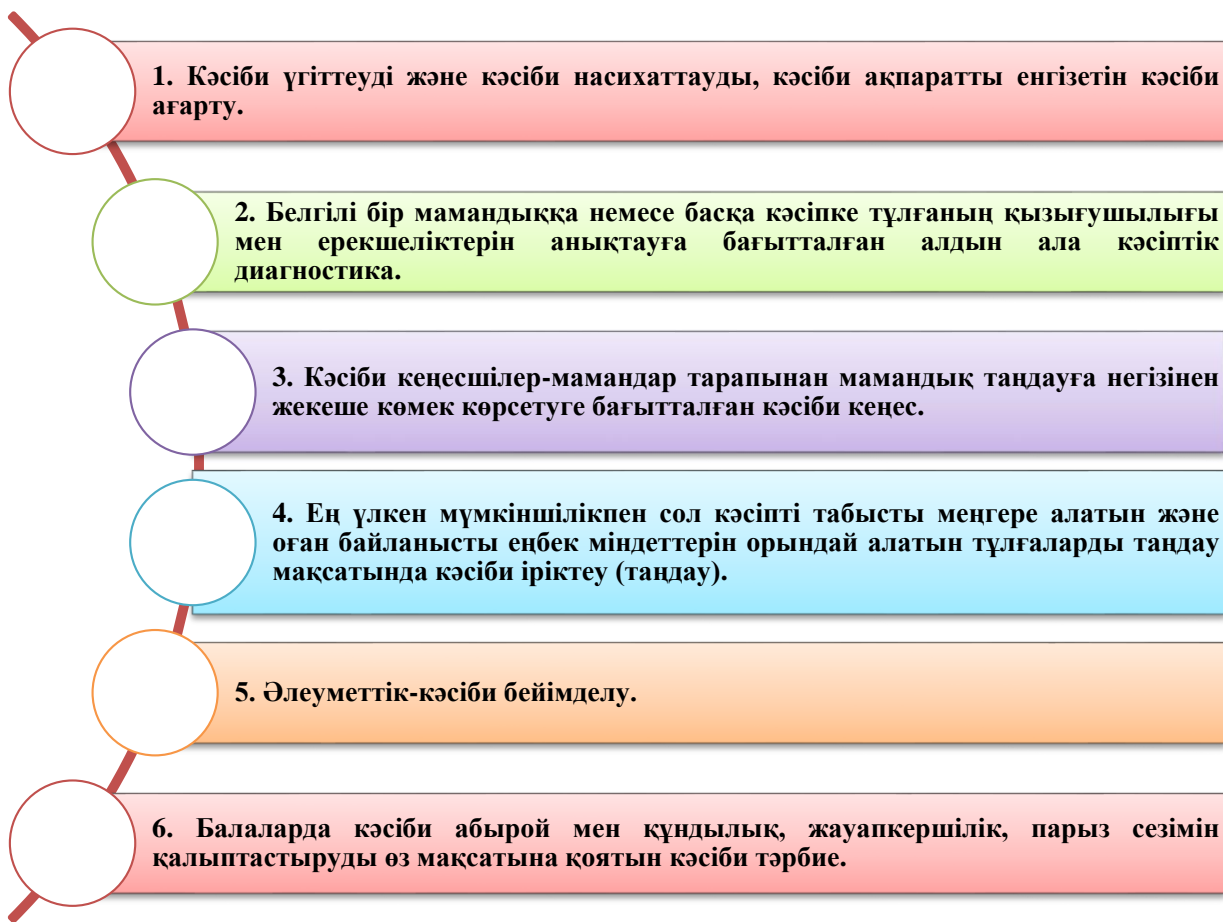 1. Кәсіби үгіттеуді және кәсіби насихаттауды, кәсіби ақпаратты енгізетін кәсіби
ағарту.
2. Белгілі бір мамандыққа немесе басқа кәсіпке тұлғаның қызығушылығы
мен ерекшеліктерін анықтауға бағытталған алдын ала кәсіптік
диагностика.
3. Кәсіби кеңесшілер-мамандар тарапынан мамандық таңдауға негізінен
жекеше көмек көрсетуге бағытталған кәсіби кеңес.
4. Ең үлкен мүмкіншілікпен сол кәсіпті табысты меңгере алатын және
оған байланысты еңбек міндеттерін орындай алатын тұлғаларды таңдау
мақсатында кәсіби іріктеу (таңдау).
5. Әлеуметтік-кәсіби бейімделу.
6. Балаларда кәсіби абырой мен құндылық, жауапкершілік, парыз сезімін
қалыптастыруды өз мақсатына қоятын кәсіби тәрбие.